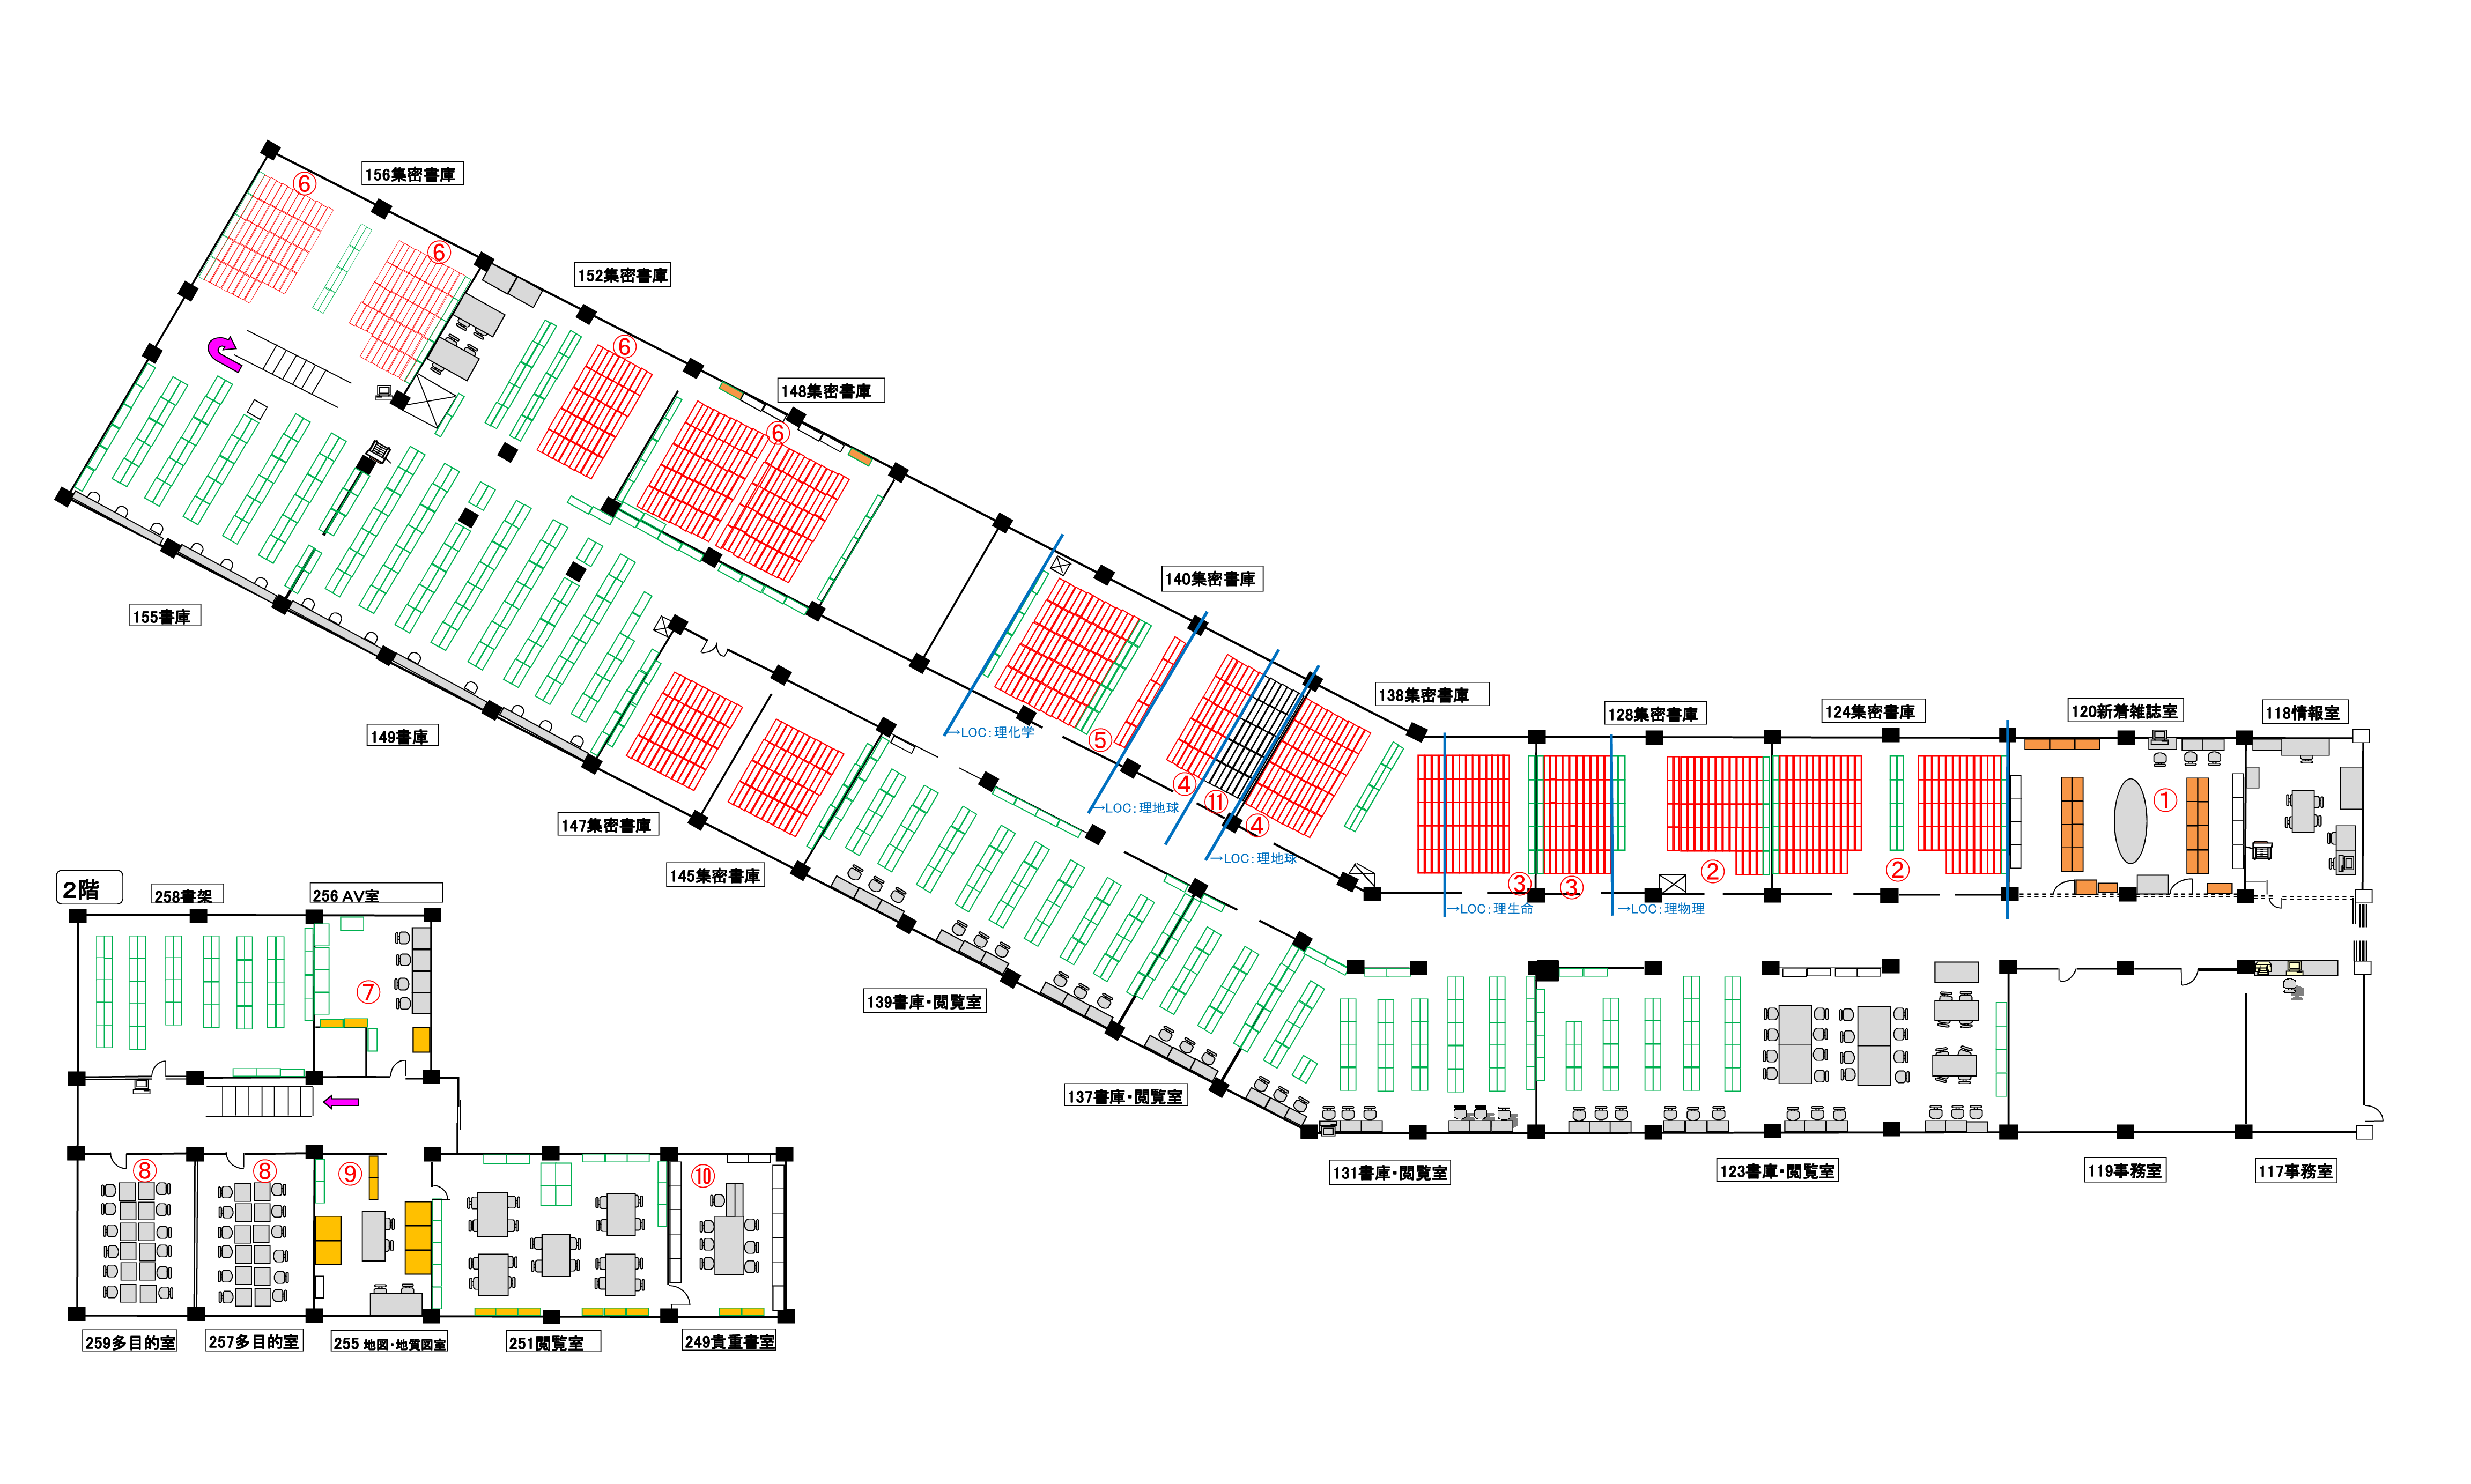 156集密書庫
⑥
⑥
152集密書庫
⑥
148集密書庫
⑥
140集密書庫
138集密書庫
128集密書庫
124集密書庫
120新着雑誌室
118情報室
155書庫
149書庫
147集密書庫
145集密書庫
→LOC:理化学
⑤
→LOC:理地球
④
⑪
④
→LOC:理地球
③
③
→LOC:理生命
→LOC:理物理
②
②
①
139書庫・閲覧室
137書庫・閲覧室
131書庫・閲覧室
123書庫・閲覧室
119事務室
117事務室
2階
258書架
256 AV室
⑦
⑧
⑧
⑨
⑩
259多目的室
257多目的室
255 地図・地質図室
251閲覧室
249貴重書室